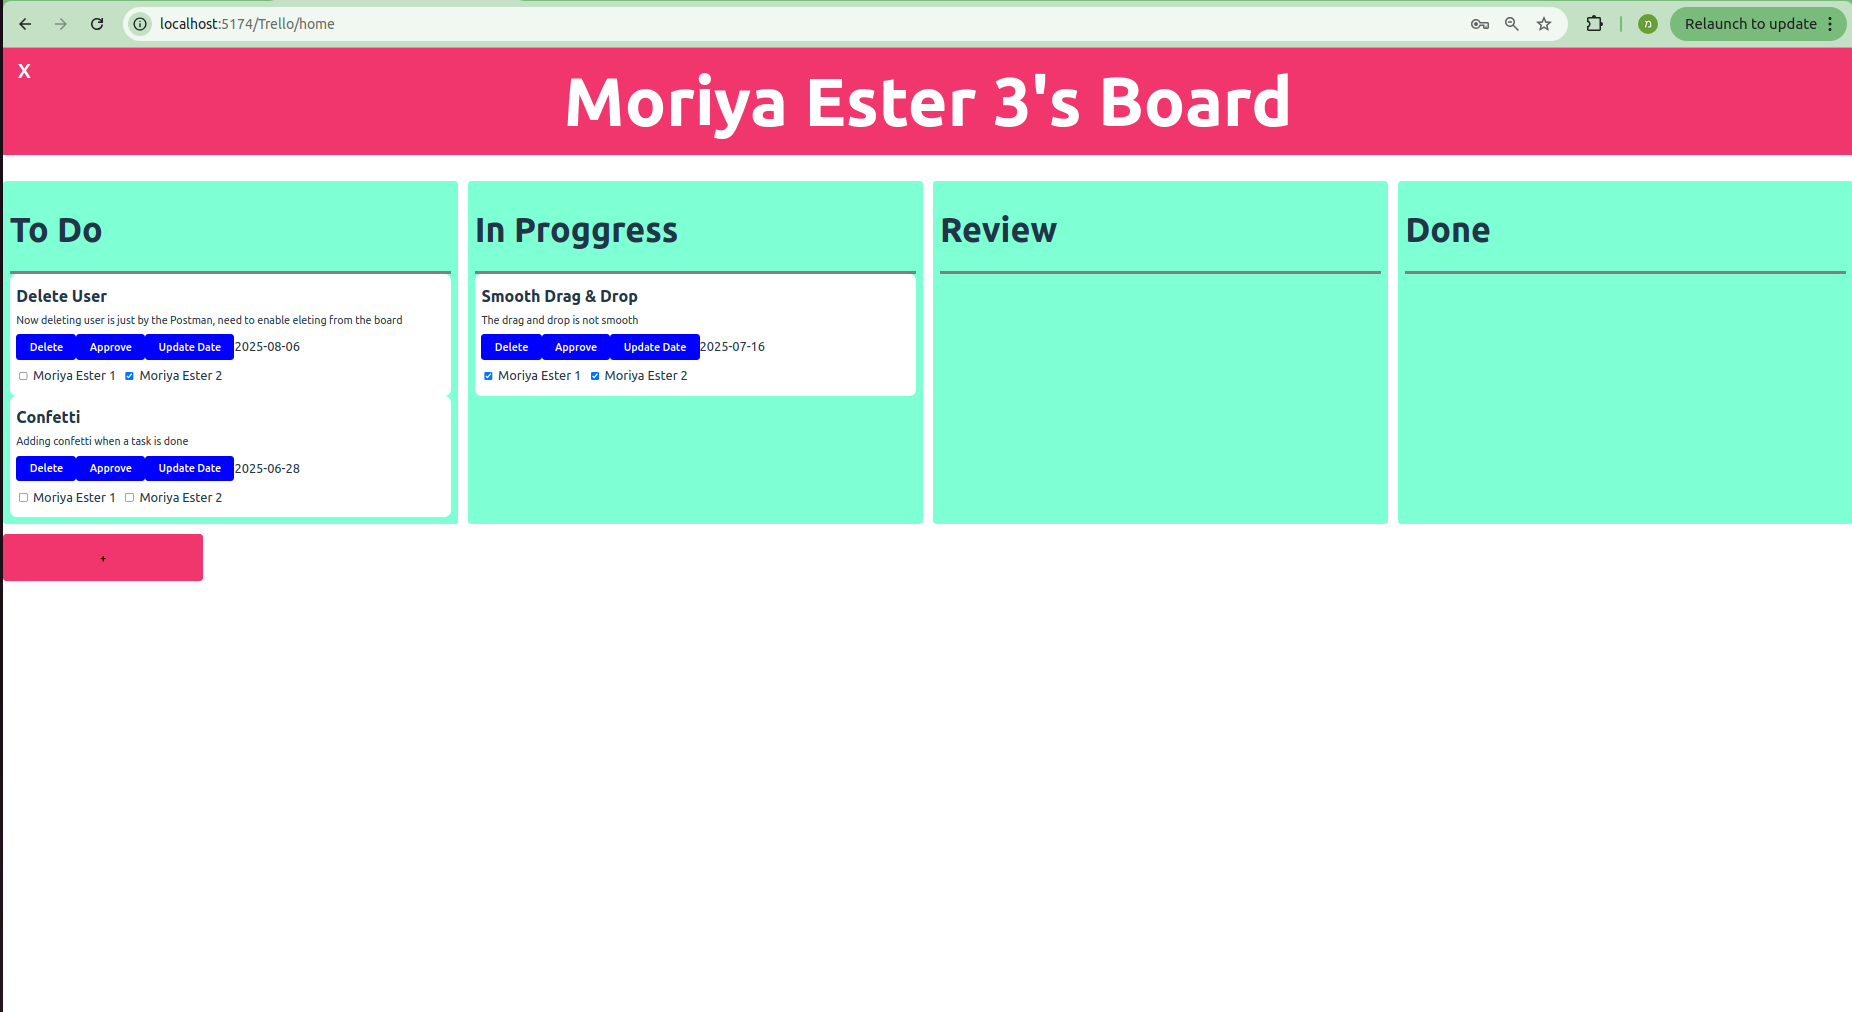 localhost:5174/Trello/home
מ
Relaunch to update
X
Moriya Ester 3's Board
To Do
Delete User
Now deleting user is just by the Postman, need to enable eleting from the board
Delete Approve Update Date 2025-08-06
Moriya Ester 1 Moriya Ester 2
Confetti
Adding confetti when a task is done
Delete Approve Update Date 2025-06-28
Moriya Ester 1 Moriya Ester 2
In Proggress
Smooth Drag & Drop
The drag and drop is not smooth
Delete Approve Update Date 2025-07-16
Moriya Ester 1 Moriya Ester 2
Review
Done
+